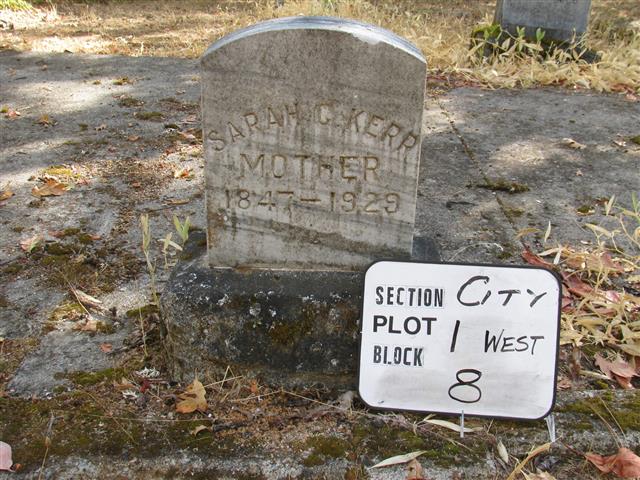 SARAH C. KERR
MOTHER
1847-1929
SECTION CITY
PLOT 1 WEST
BLOCK 8